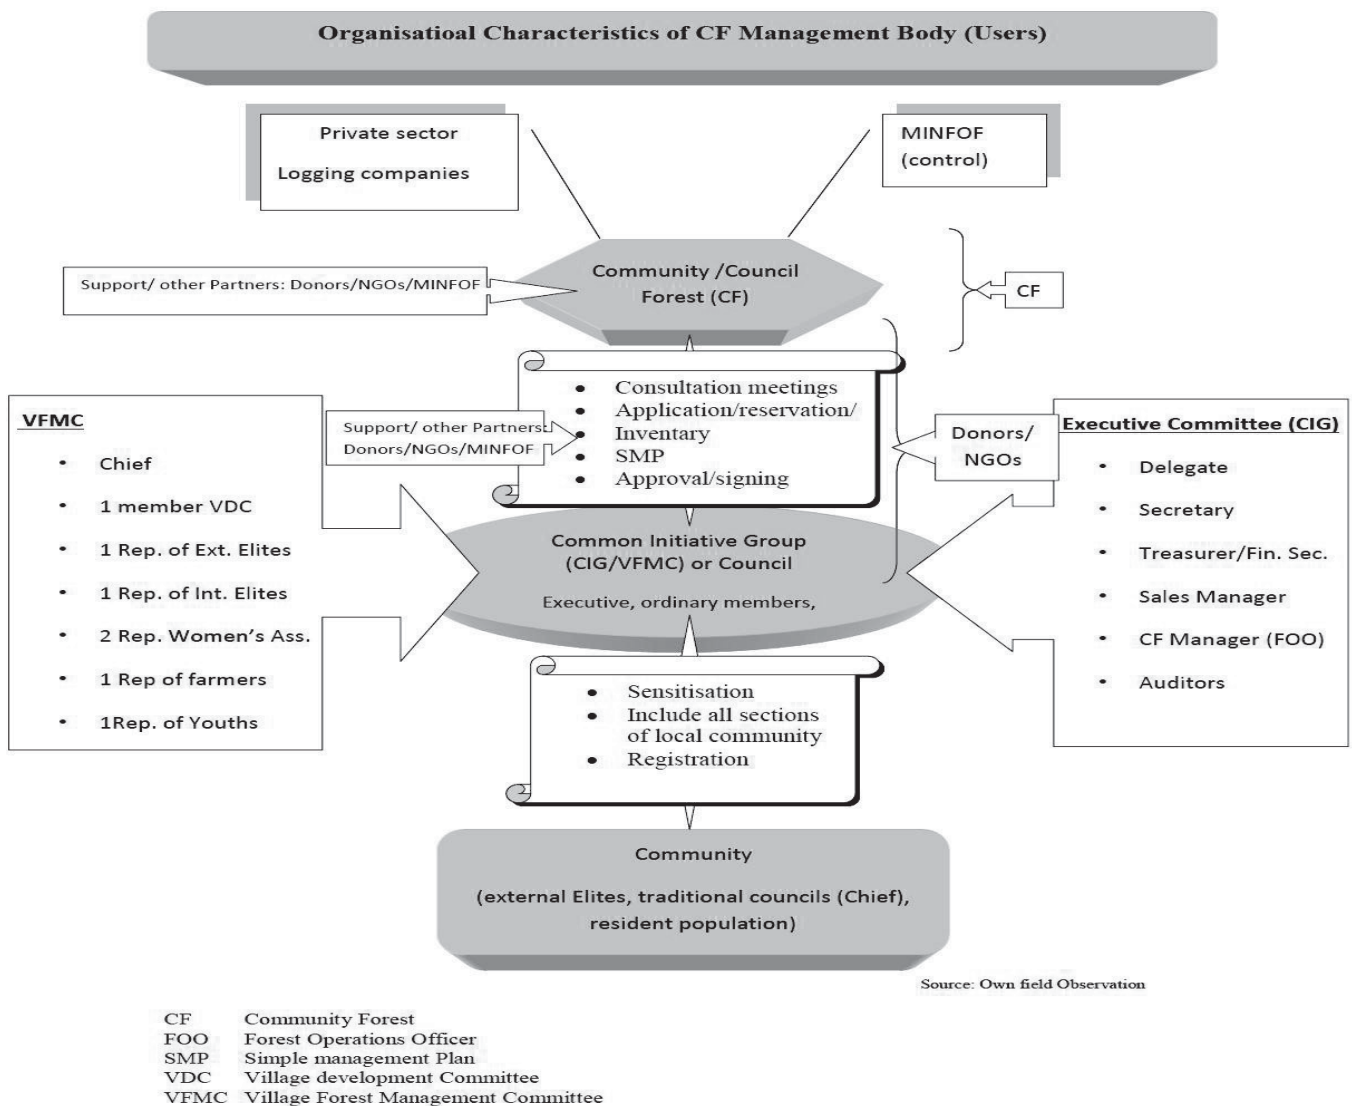 Organisatioal Characteristics of CF Management Body (Users)
Private sector
Logging companies
MINFOF
(control)
Community /Council
Forest (CF)
Support/ other Partners: Donors/NGOs/MINFOF
CF
Consultation meetings
Application/reservation/
Inventary
SMP
Approval/signing
Support/ other Partners:
Donors/NGOs/MINFOF
Donors/
NGOs
VFMC
• Chief
• 1 member VDC
• 1 Rep. of Ext. Elites
• 1 Rep. of Int. Elites
• 2 Rep. Women's Ass.
• 1 Rep of farmers
• 1Rep. of Youths
Executive Committee (CIG)
• Delegate
• Secretary
• Treasurer/Fin. Sec.
• Sales Manager
• CF Manager (FOO)
• Auditors
Common Initiative Group
(CIG/VFMC) or Council
Executive, ordinary members,
• Sensitisation
• Include all sections
of local community
• Registration
Community
(external Elites, traditional councils (Chief),
resident population)
Source: Own field Observation
CF Community Forest
FOO Forest Operations Officer
SMP Simple management Plan
VDC Village development Committee
VFMC Village Forest Management Committee